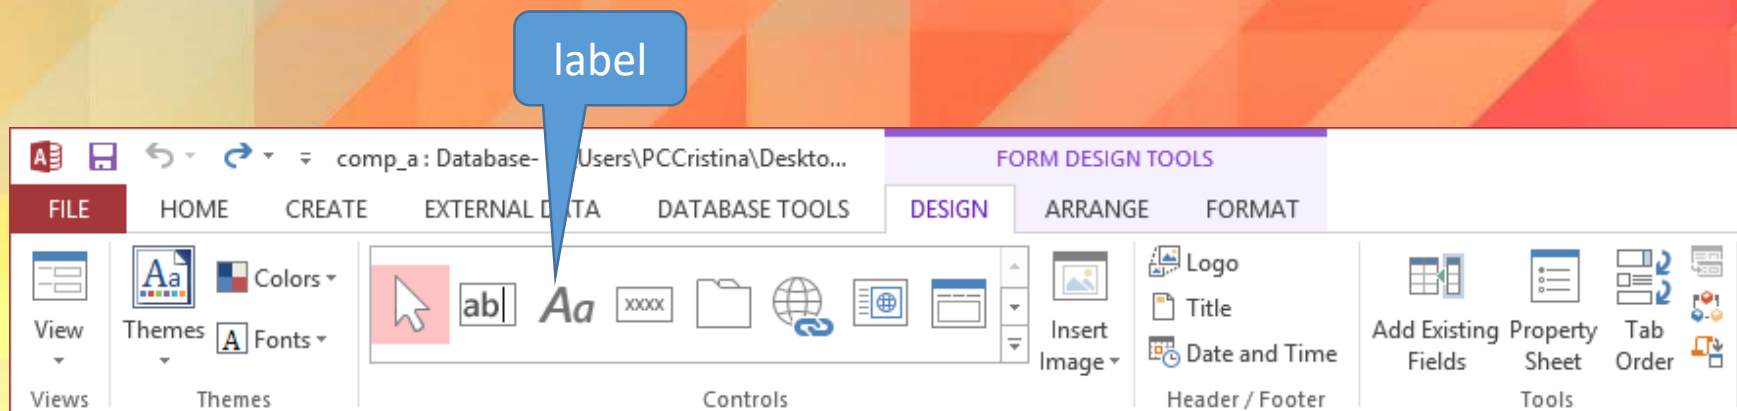 label
comp_a : Database- Users\PCCristina\Deskto...
FORM DESIGN TOOLS
FILE HOME CREATE EXTERNAL DATA DATABASE TOOLS DESIGN ARRANGE FORMAT
View
Views
Aa
Themes
Colors
A Fonts
Themes
ab Aa xxxx
Controls
Insert
Image
Logo
Title
Date and Time
Header / Footer
Add Existing
Fields
Property
Sheet
Tab
Order
Tools